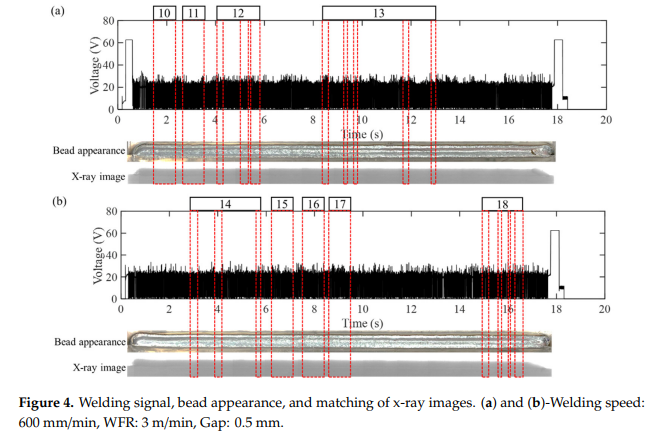 (a)
10 11 12 13
80
60
40
20
0
Voltage (V)
0 2 4 6 8 10 12 14 16 18 20
Time (s)
Bead appearance
X-ray image
(b)
14 15 16 17 18
80
60
40
20
0
Voltage (V)
2 4 6 8 10 12 14 16 18 20
Time (s)
Bead appearance
X-ray image
Figure 4. Welding signal, bead appearance, and matching of x-ray images. (a) and (b)-Welding speed:
600 mm/min, WFR: 3 m/min, Gap: 0.5 mm.